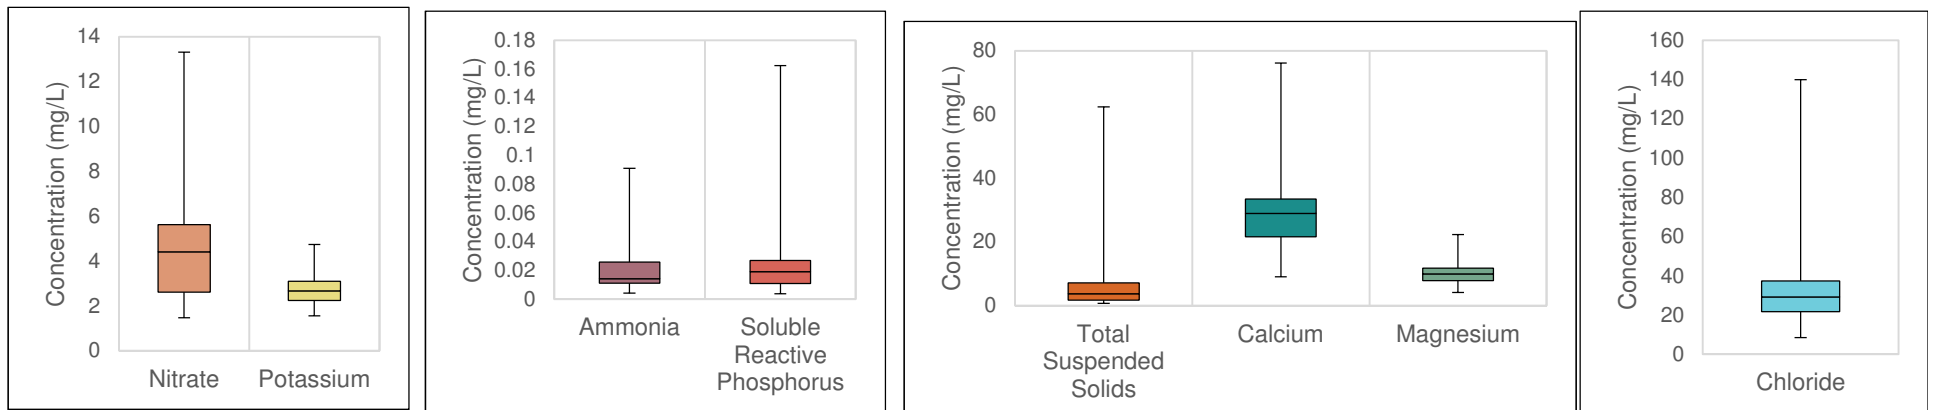 Concentration (mg/L)
14
12
10
8
6
4
2
0
Nitrate
Potassium
Concentration (mg/L)
0.18
0.16
0.14
0.12
0.1
0.08
0.06
0.04
0.02
0
Ammonia
Soluble
Reactive
Phosphorus
Concentration (mg/L)
80
60
40
20
0
Total
Suspended
Solids
Calcium
Magnesium
Concentration (mg/L)
160
140
120
100
80
60
40
20
0
Chloride